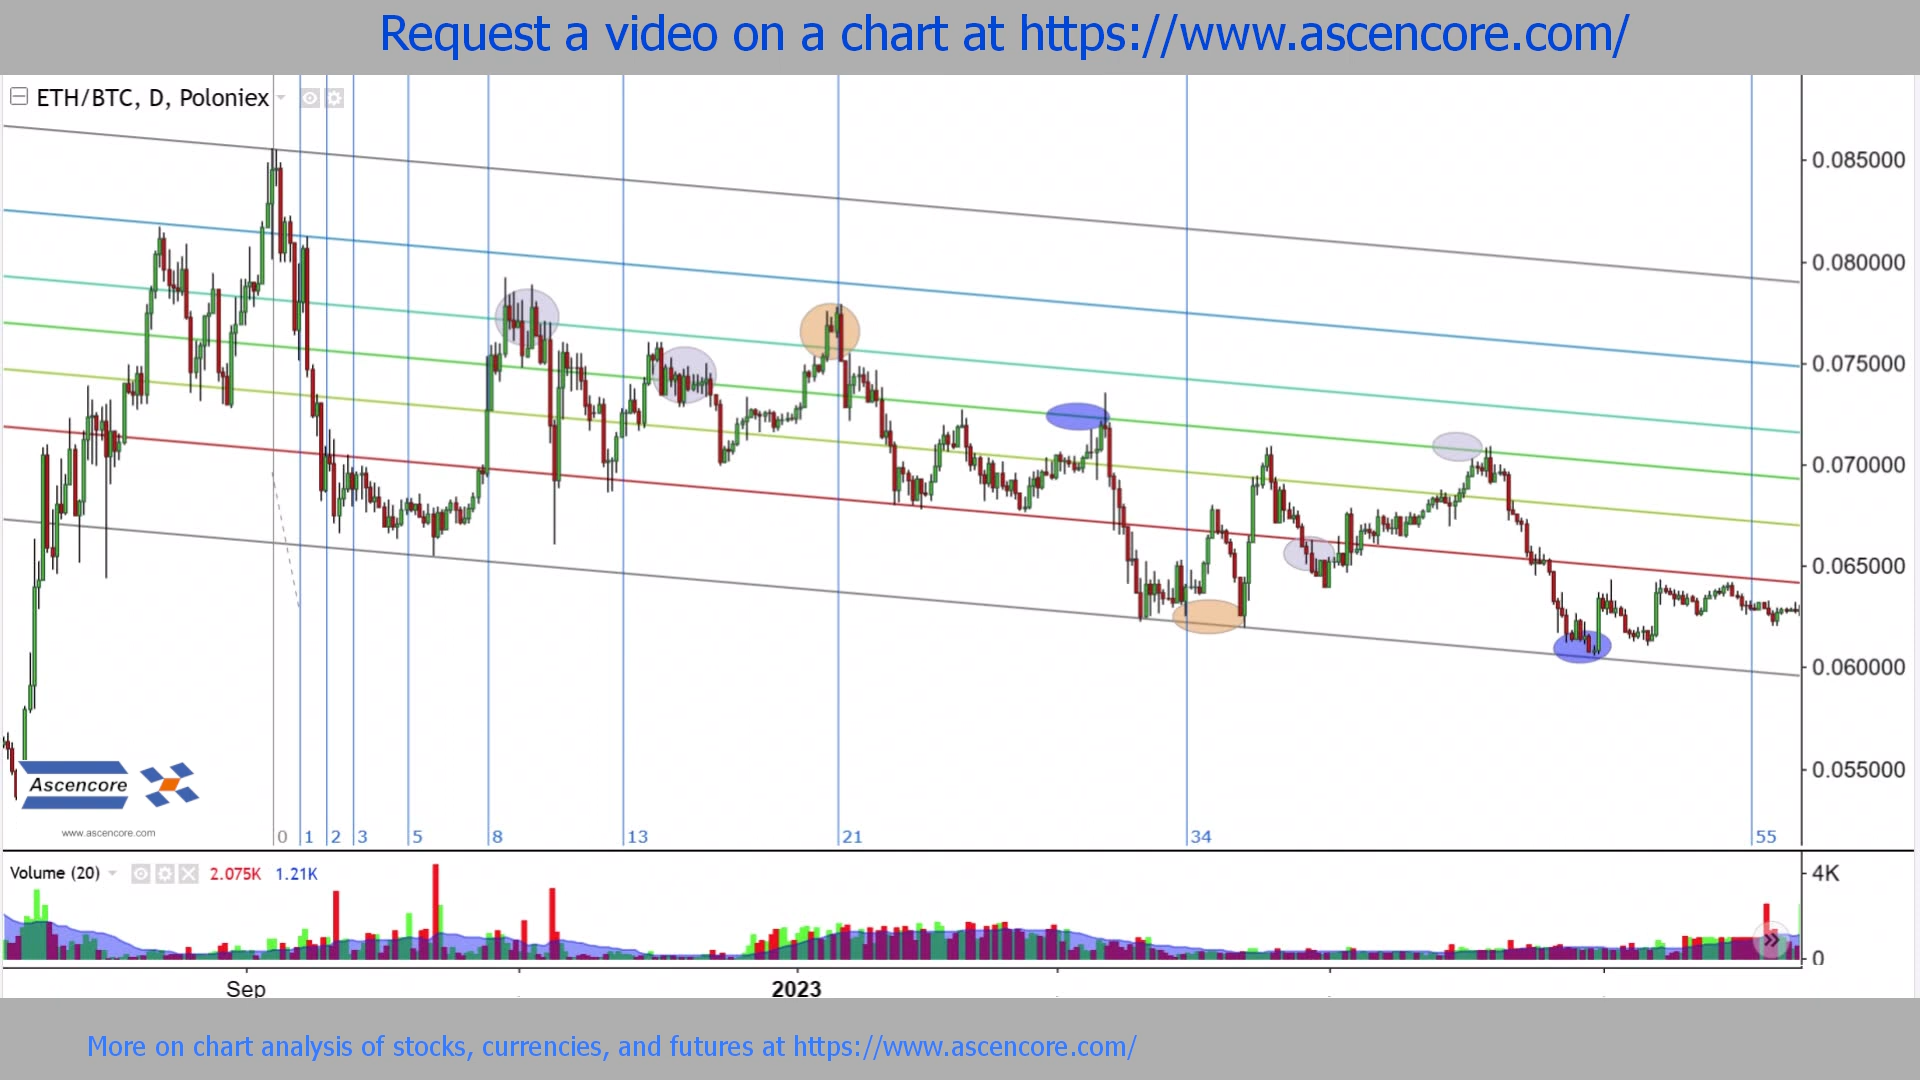 Request a video on a chart at https://www.ascencore.com/
ETH/BTC, D, Poloniex
0.085000
0.080000
0.075000
0.070000
0.065000
0.060000
0.055000
Ascencore
www.ascencore.com
0 1 2 3 5 8 13 21 34 55
Volume (20) 2.075K 1.21K
4K
0
Sep 2023
More on chart analysis of stocks, currencies, and futures at https://www.ascencore.com/